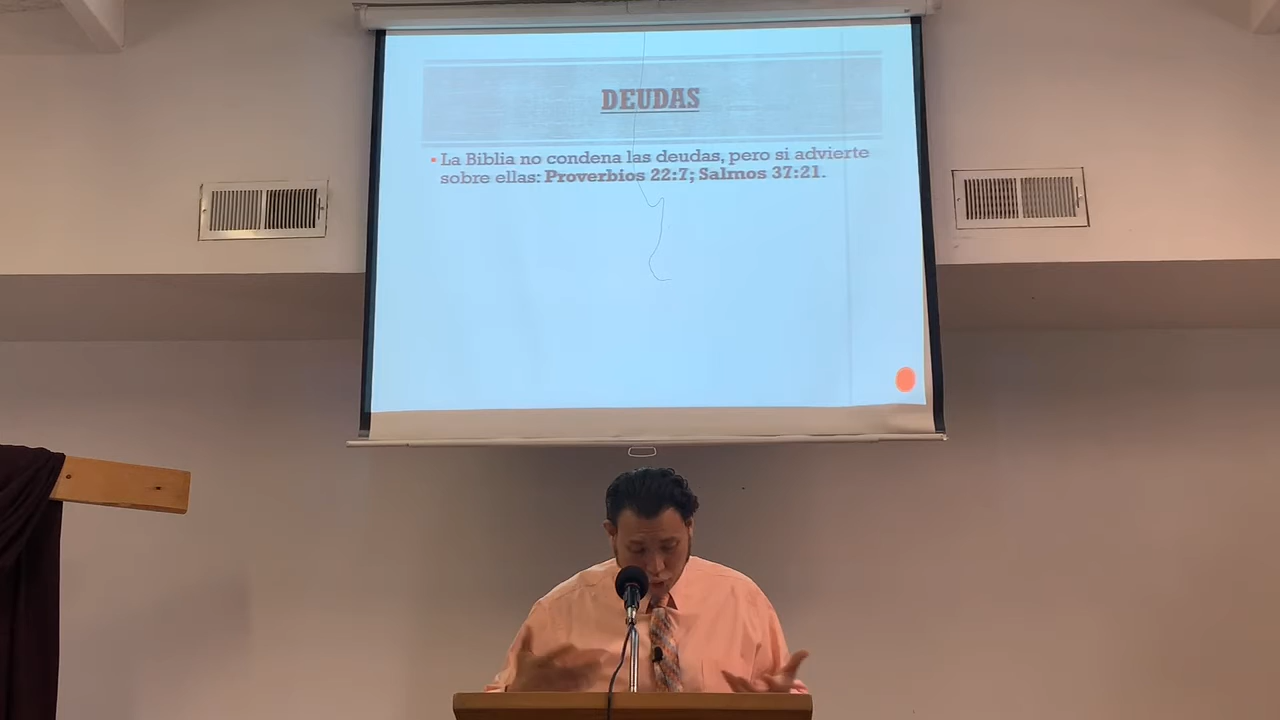 DEUDAS
La Biblia no condena las deudas, pero si advierte
sobre ellas: Proverbios 22:7; Salmos 37:21.